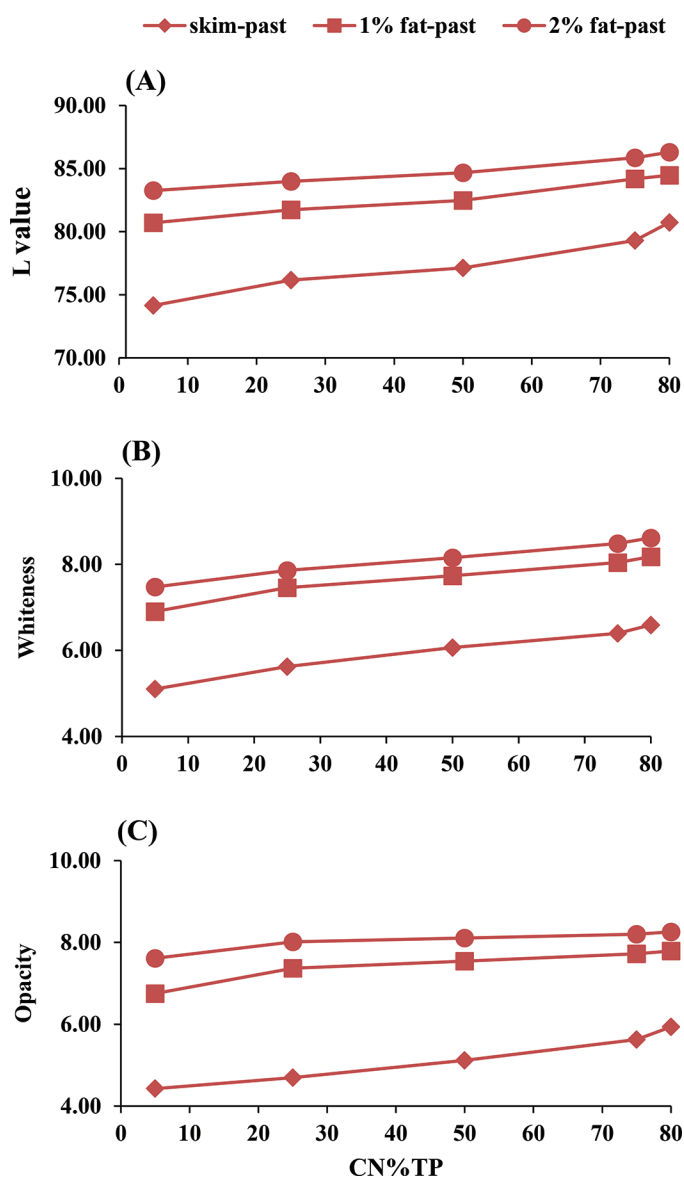 skim-past 1% fat-past 2% fat-past
(A)
90.00
85.00
80.00
75.00
70.00
L value
0 10 20 30 40 50 60 70 80
(B)
10.00
8.00
6.00
4.00
Whiteness
0 10 20 30 40 50 60 70 80
(C)
10.00
8.00
6.00
4.00
Opacity
0 10 20 30 40 50 60 70 80
CN%TP